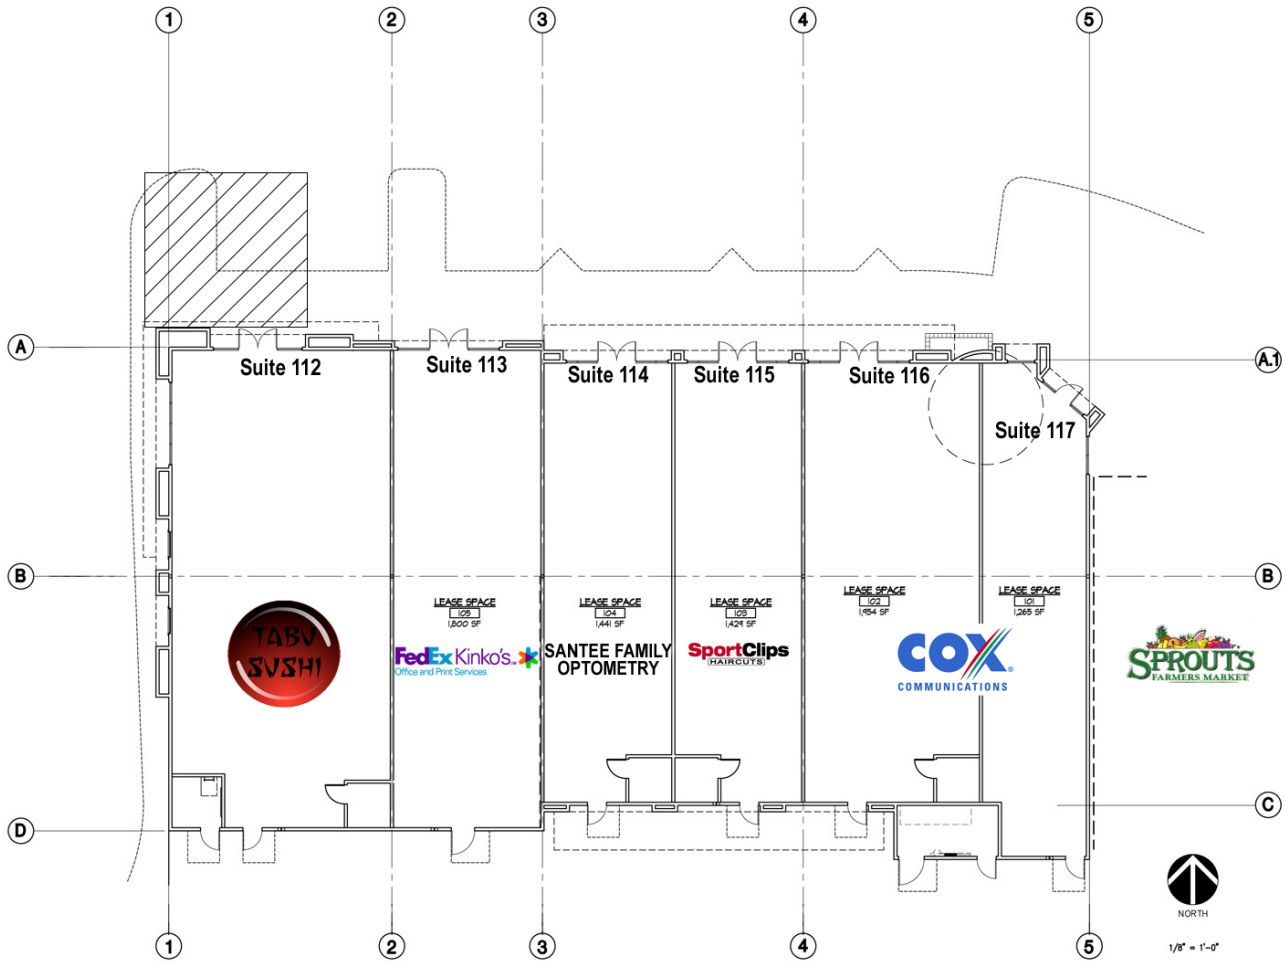 1 2 3 4 5
A A.1
Suite 112 Suite 113 Suite 114 Suite 115 Suite 116
Suite 117
B B
LEASE SPACE
105
1,800 SF
LEASE SPACE
104
1,441 SF
LEASE SPACE
103
1,429 SF
LEASE SPACE
102
1,954 SF
LEASE SPACE
101
1,265 SF
TABU
SUSHI
FedEx Kinko's
Office and Print Services
SANTEE FAMILY
OPTOMETRY
SportClips
HAIRCUTS
COX
COMMUNICATIONS
SPROUTS
FARMERS MARKET
D C
NORTH
1/8" = 1'-0"
1 2 3 4 5